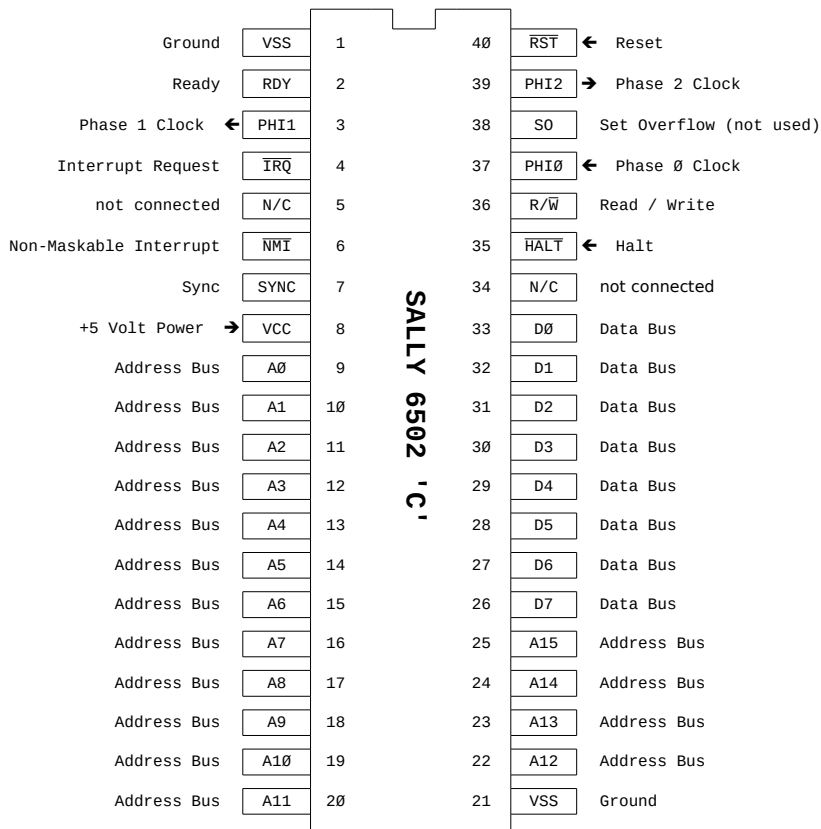 Ground VSS 1 40 RST 🡰 Reset
Ready RDY 2 39 PHI2 🡲 Phase 2 Clock
Phase 1 Clock 🡰 PHI1 3 38 SO Set Overflow (not used)
Interrupt Request IRQ 4 37 PHI0 🡰 Phase 0 Clock
not connected N/C 5 36 R/W Read / Write
Non-Maskable Interrupt NMI 6 35 HALT 🡰 Halt
Sync SYNC 7 34 N/C not connected
+5 Volt Power 🡲 VCC 8 33 D0 Data Bus
Address Bus A0 9 32 D1 Data Bus
Address Bus A1 10 31 D2 Data Bus
Address Bus A2 11 30 D3 Data Bus
Address Bus A3 12 29 D4 Data Bus
Address Bus A4 13 28 D5 Data Bus
Address Bus A5 14 27 D6 Data Bus
Address Bus A6 15 26 D7 Data Bus
Address Bus A7 16 25 A15 Address Bus
Address Bus A8 17 24 A14 Address Bus
Address Bus A9 18 23 A13 Address Bus
Address Bus A10 19 22 A12 Address Bus
Address Bus A11 20 21 VSS Ground
SALLY 6502 'C'